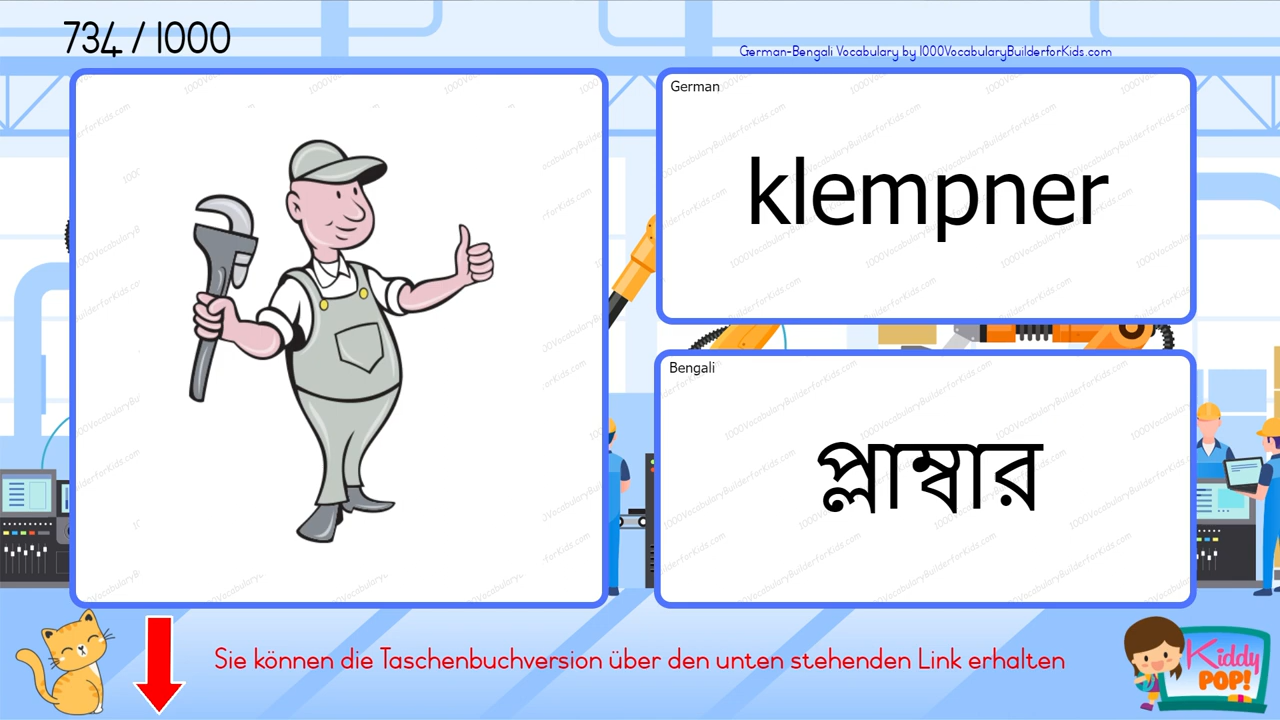 734 / 1000
German-Bengali Vocabulary by 1000VocabularyBuilderforKids.com
German
klempner
Bengali
প্লাম্বার
Sie können die Taschenbuchversion über den unten stehenden Link erhalten
Kiddy
POP!